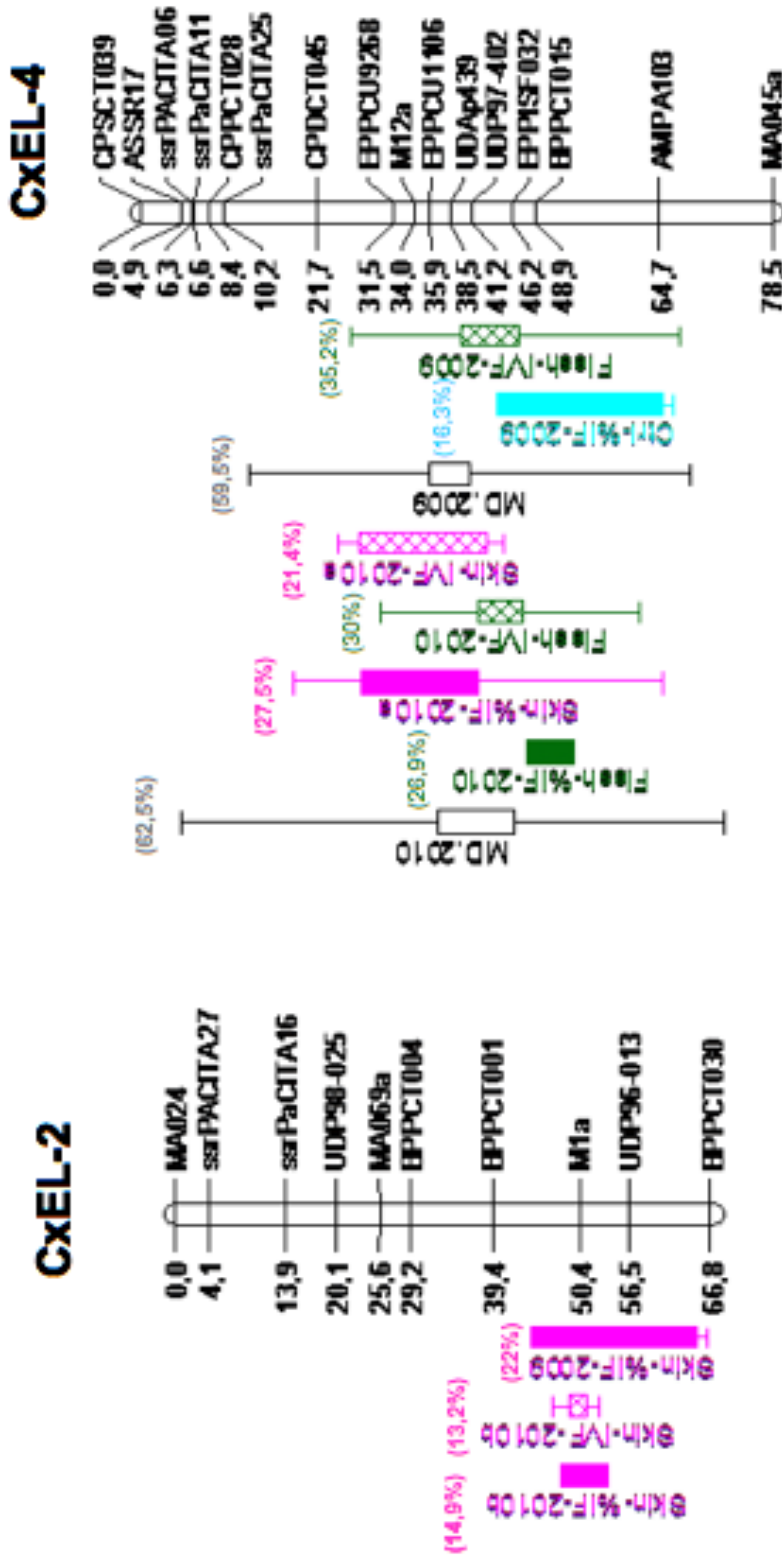 CxEL-4
0,0 CPSCT039
4,9 ASSR17
6,3 ssrPACITA06
6,6 ssrPaCITA11
8,4 CPPCT028
10,2 ssrPaCITA25
21,7 CPDCT045
31,5 EPPCU9268
34,0 M12a
35,9 EPPCU1106
38,5 UDAp439
41,2 UDP97-402
46,2 EPPISF032
48,9 BPPCT015
64,7 AMPA103
78,5 MA045a
(35,2%)
Flesh-IVF-2009
(16,3%)
Ctrl-%IF-2009
(59,5%)
MD.2009
(21,4%)
Skin-IVF-2010a
(30%)
Flesh-IVF-2010
(27,5%)
Skin-%IF-2010a
(26,9%)
Flesh-%IF-2010
(62,5%)
MD.2010
CxEL-2
0,0 MA024
4,1 ssrPACITA27
13,9 ssrPaCITA16
20,1 UDP98-025
25,6 MA069a
29,2 BPPCT004
39,4 BPPCT001
50,4 M1a
56,5 UDP96-013
66,8 BPPCT030
(22%)
Skin-%IF-2009
(13,2%)
Skin-IVF-2010b
(14,9%)
Skin-%IF-2010b